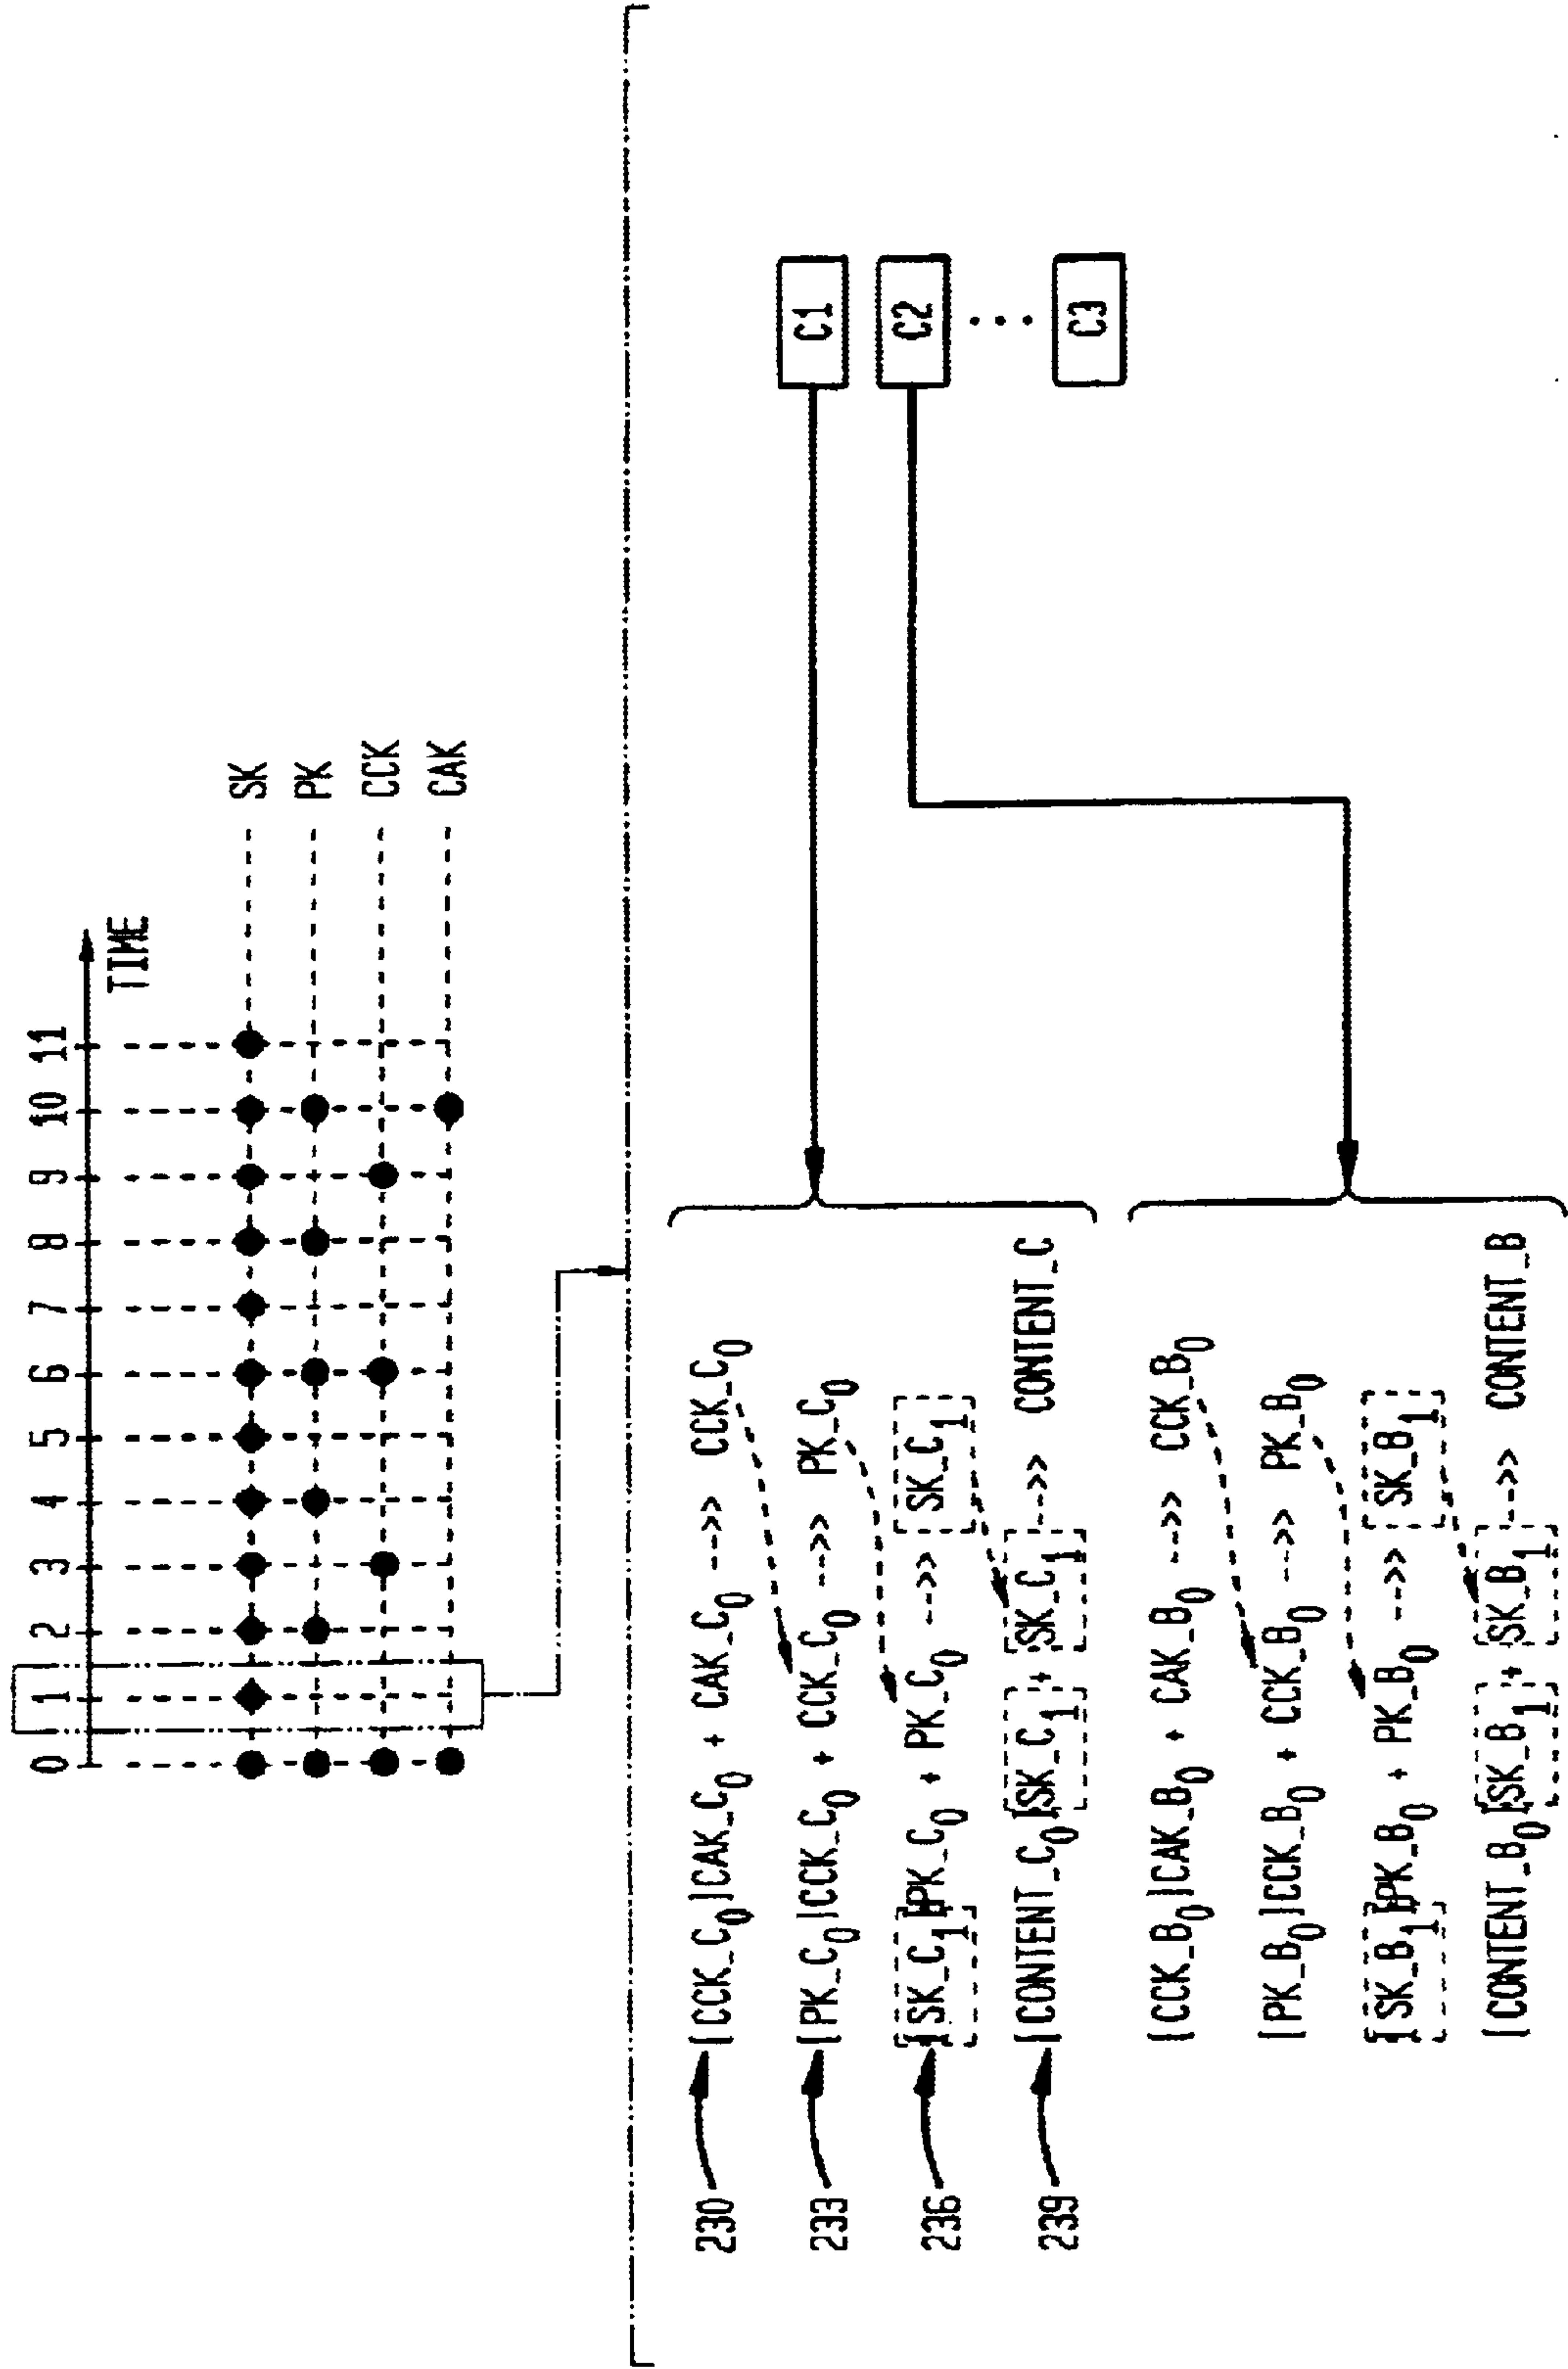 0 1 2 3 4 5 6 7 8 9 10 11
TIME
SK
PK
CCK
CAK
230
[CCK_C0]CAK_C0 + CAK_C0 -->> CCK_C0
233
[PK_C0]CCK_C0 + CCK_C0 -->> PK_C0
236
[SK_C1]PK_C0 + PK_C0 -->> SK_C1
239
[CONTENT_C0]SK_C1 + SK_C1 -->> CONTENT_C
[CCK_B0]CAK_B0 + CAK_B0 -->> CCK_B0
[PK_B0]CCK_B0 + CCK_B0 -->> PK_B0
[SK_B1]PK_B0 + PK_B0 -->> SK_B1
[CONTENT_B0]SK_B1 + SK_B1 -->> CONTENT_B
C1
C2
...
C3